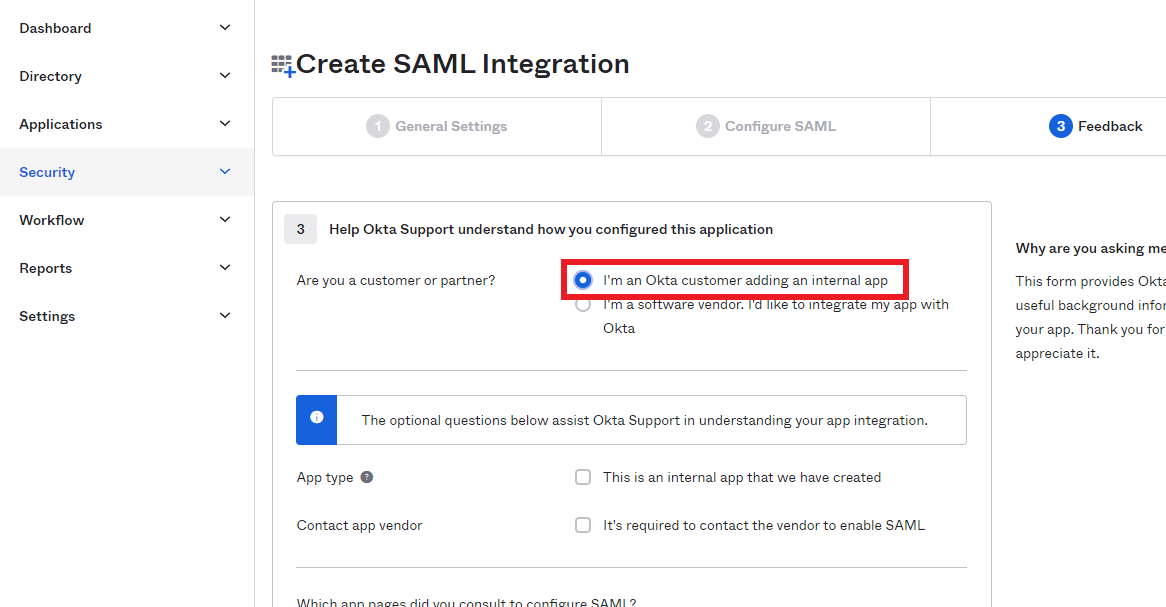 Dashboard
Directory
Applications
Security
Workflow
Reports
Settings
Create SAML Integration
1 General Settings
2 Configure SAML
3 Feedback
3 Help Okta Support understand how you configured this application
Are you a customer or partner?
I'm an Okta customer adding an internal app
I'm a software vendor. I'd like to integrate my app with
Okta
The optional questions below assist Okta Support in understanding your app integration.
App type ?
This is an internal app that we have created
Contact app vendor
It's required to contact the vendor to enable SAML
Which app pages did you consult to configure SAML?
Why are you asking me
This form provides Okta
useful background infor
your app. Thank you for
appreciate it.